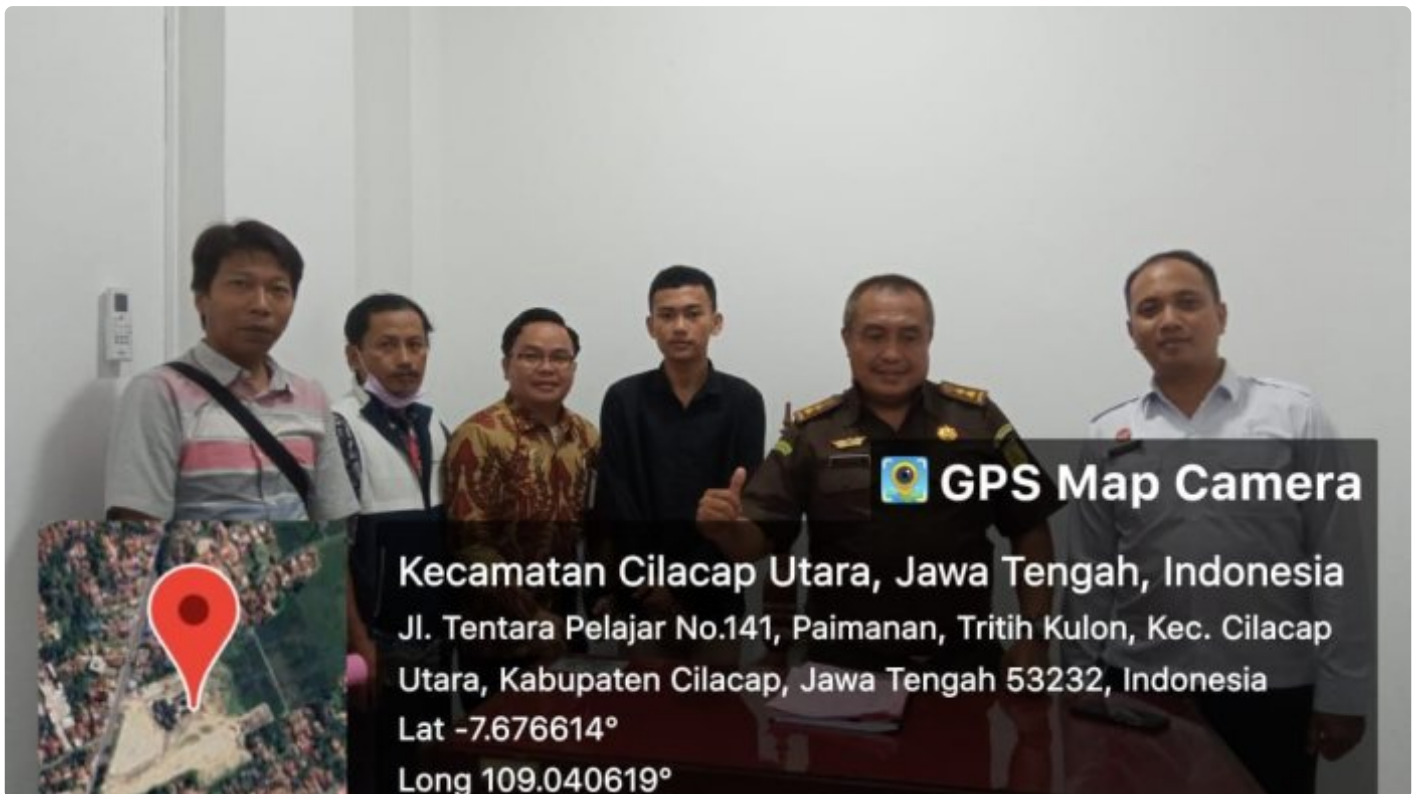 GPS Map Camera
Kecamatan Cilacap Utara, Jawa Tengah, Indonesia
Jl. Tentara Pelajar No.141, Paimanan, Tritih Kulon, Kec. Cilacap
Utara, Kabupaten Cilacap, Jawa Tengah 53232, Indonesia
Lat -7.676614°
Long 109.040619°